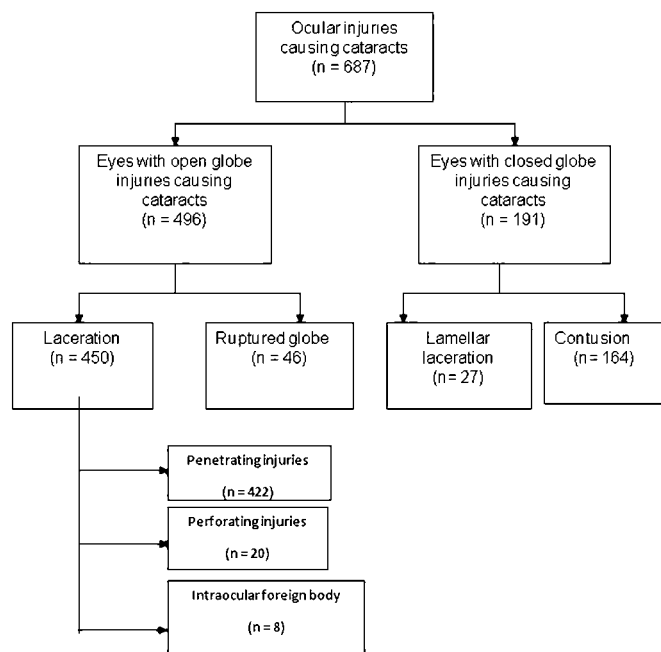 Ocular injuries
causing cataracts
(n = 687)
Eyes with open globe
injuries causing
cataracts
(n = 496)
Eyes with closed globe
injuries causing
cataracts
(n = 191)
Laceration
(n = 450)
Ruptured globe
(n = 46)
Lamellar
laceration
(n = 27)
Contusion
(n = 164)
Penetrating injuries
(n = 422)
Perforating injuries
(n = 20)
Intraocular foreign body
(n = 8)